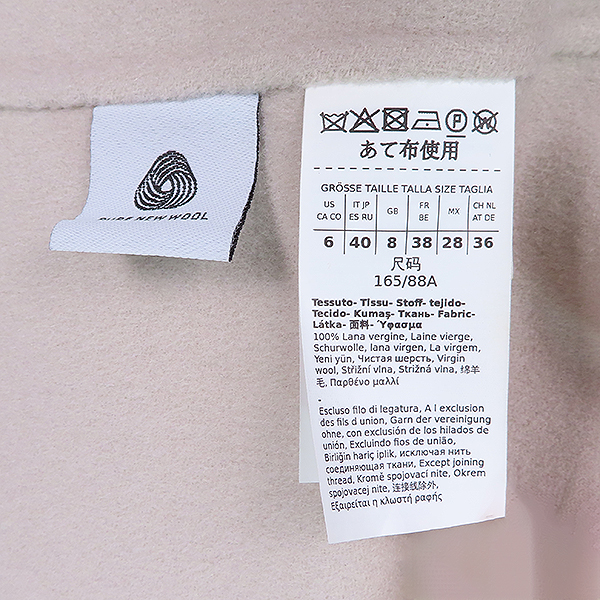 PURE NEW WOOL
P
W
あて布使用
GRÖSSE TAILLE TALLA SIZE TAGLIA
US CA CO
IT JP ES RU
GB
FR BE
MX
CH NL AT DE
6 40 8 38 28 36
尺码
165/88A
Tessuto- Tissu- Stoff- tejido-
Tecido- Kumaş- Ткань- Fabric-
Látka- 面料- Ύφασμα
100% Lana vergine, Laine vierge,
Schurwolle, lana virgen, La virgem,
Yeni yün, Чистая шерсть, Virgin
wool, Střižní vlna, Strižná vlna, 绵羊
毛, Παρθένο μαλλί
-
Escluso filo di legatura, A l exclusion
des fils d union, Garn der vereinigung
ohne, con exclusión de los hilados de
unión, Excluindo fios de união,
Birliğin hariç iplik, исключая нить
соединяющая ткани, Except joining
thread, Kromě spojovací nite, Okrem
spojovacej nite, 连接线除外,
Εξαιρείται η κλωστή ραφής